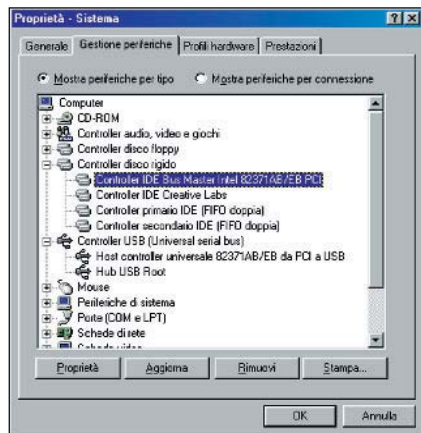 Proprietà - Sistema
Generale Gestione periferiche Profili hardware Prestazioni
Mostra periferiche per tipo Mostra periferiche per connessione
Computer
CD-ROM
Controller audio, video e giochi
Controller disco floppy
Controller disco rigido
Controller IDE Bus Master Intel 82371AB/EB PCI
Controller IDE Creative Labs
Controller primario IDE (FIFO doppia)
Controller secondario IDE (FIFO doppia)
Controller USB (Universal serial bus)
Host controller universale 82371AB/EB da PCI a USB
Hub USB Root
Mouse
Periferiche di sistema
Porte (COM e LPT)
Schede di rete
Schede video
Proprietà Aggiorna Rimuovi Stampa...
OK Annulla